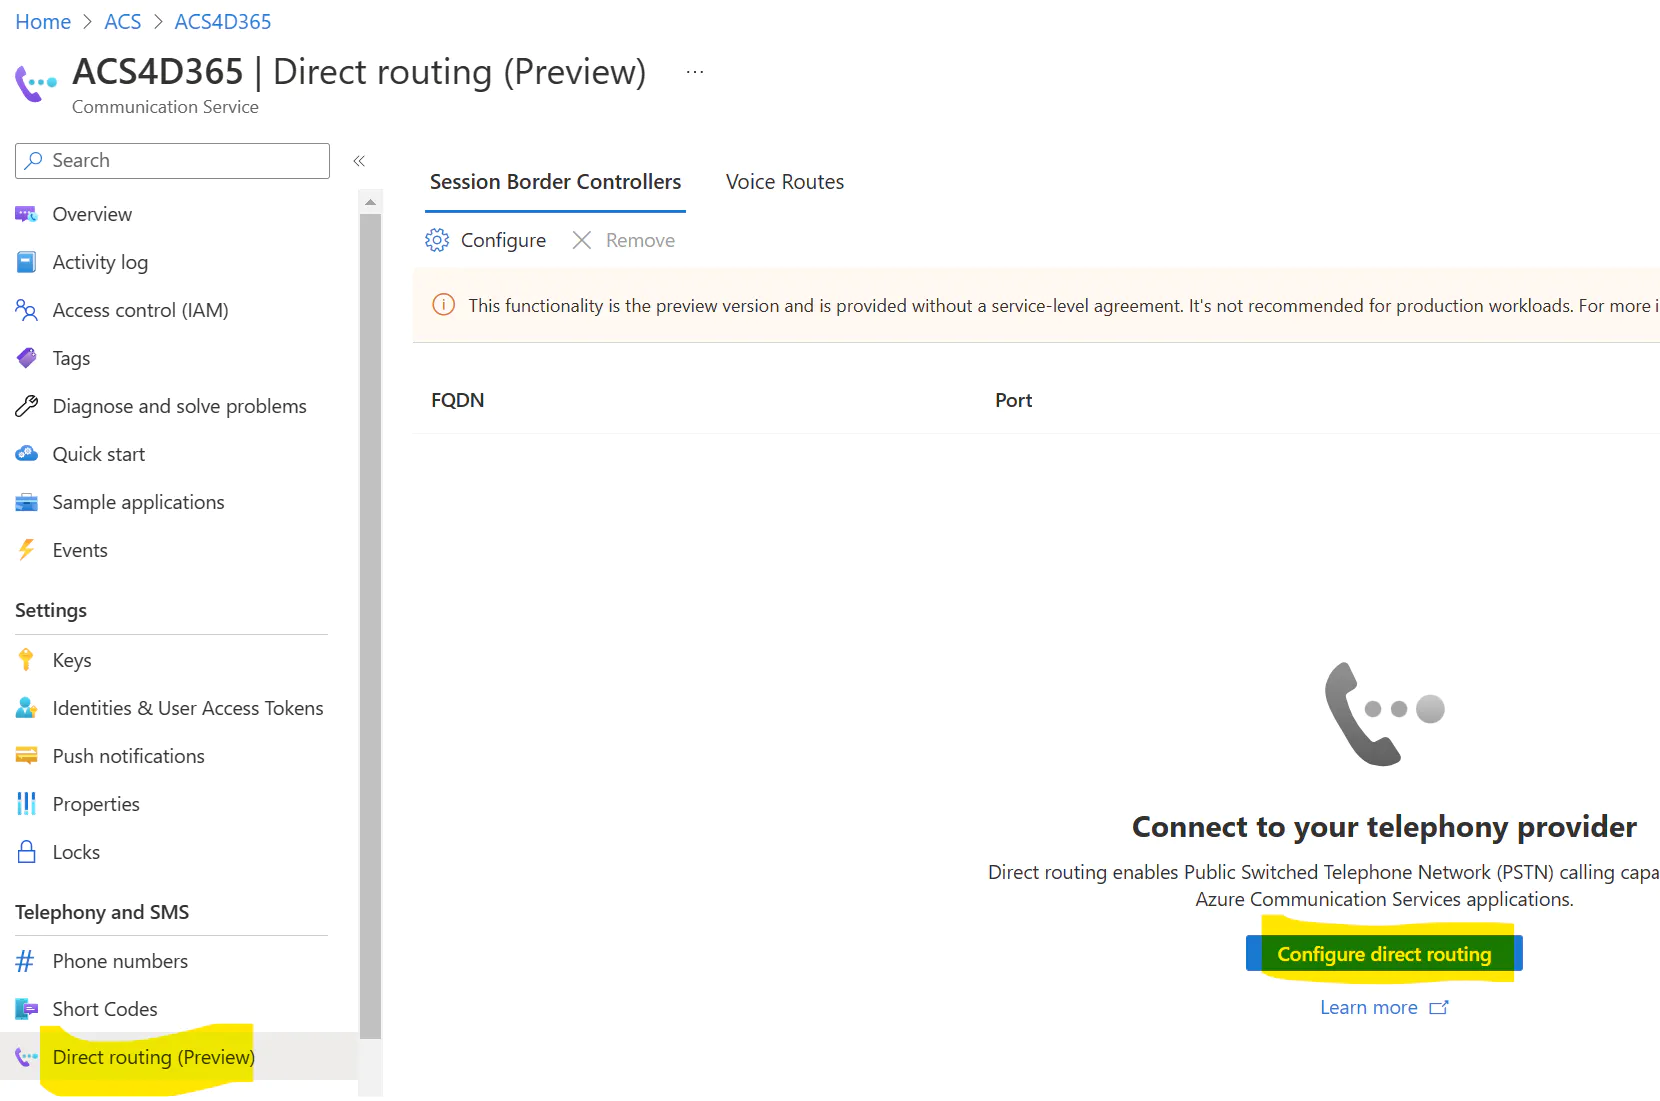 Home > ACS > ACS4D365
ACS4D365 | Direct routing (Preview) ...
Communication Service
Search
«
Overview
Activity log
Access control (IAM)
Tags
Diagnose and solve problems
Quick start
Sample applications
Events
Settings
Keys
Identities & User Access Tokens
Push notifications
Properties
Locks
Telephony and SMS
Phone numbers
Short Codes
Direct routing (Preview)
Session Border Controllers Voice Routes
Configure Remove
This functionality is the preview version and is provided without a service-level agreement. It's not recommended for production workloads. For more i
FQDN Port
Connect to your telephony provider
Direct routing enables Public Switched Telephone Network (PSTN) calling capa
Azure Communication Services applications.
Configure direct routing
Learn more